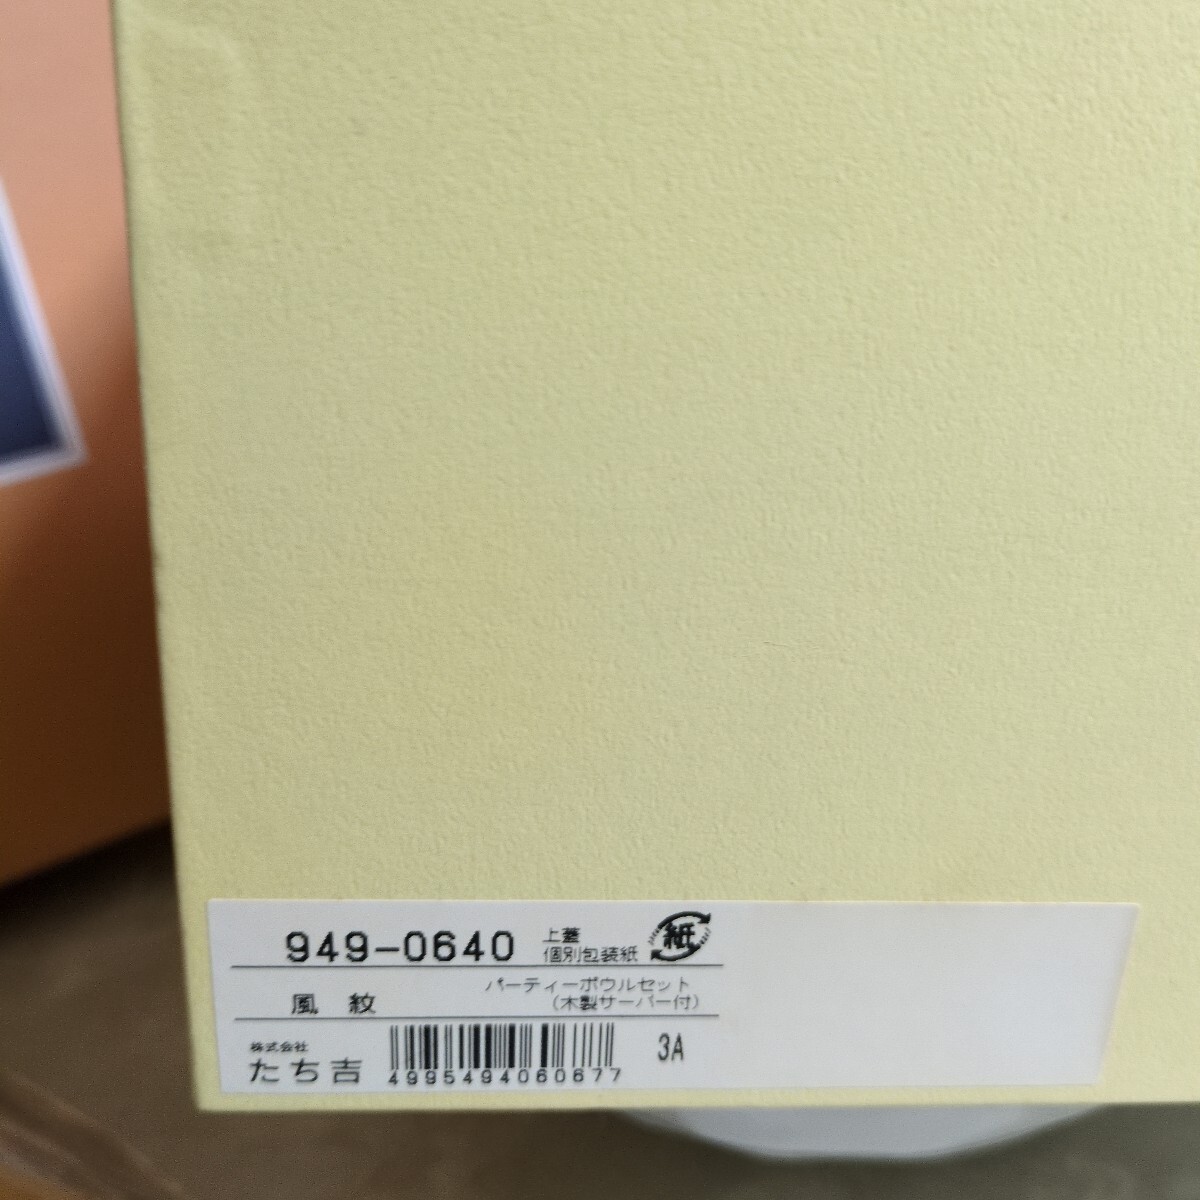 949-0640
上蓋
個別包装紙
紙
パーティーボウルセット
風 紋
(木製サーバー付)
株式会社
たち吉
4995494060677
3A